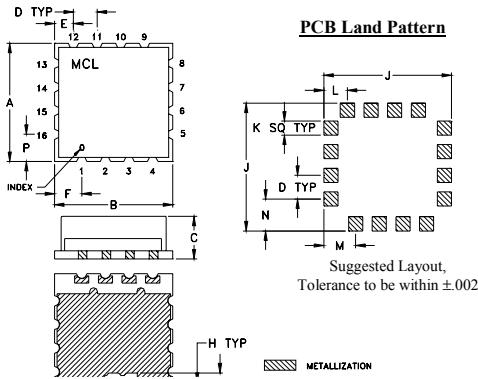 D TYP
E
12 11 10 9
MCL
13
14
15
16
8
7
6
5
A
P
INDEX
F
1 2 3 4
B
C
H TYP
PCB Land Pattern
J
L
K SQ TYP
J
D TYP
N
M
Suggested Layout,
Tolerance to be within ±.002
METALLIZATION